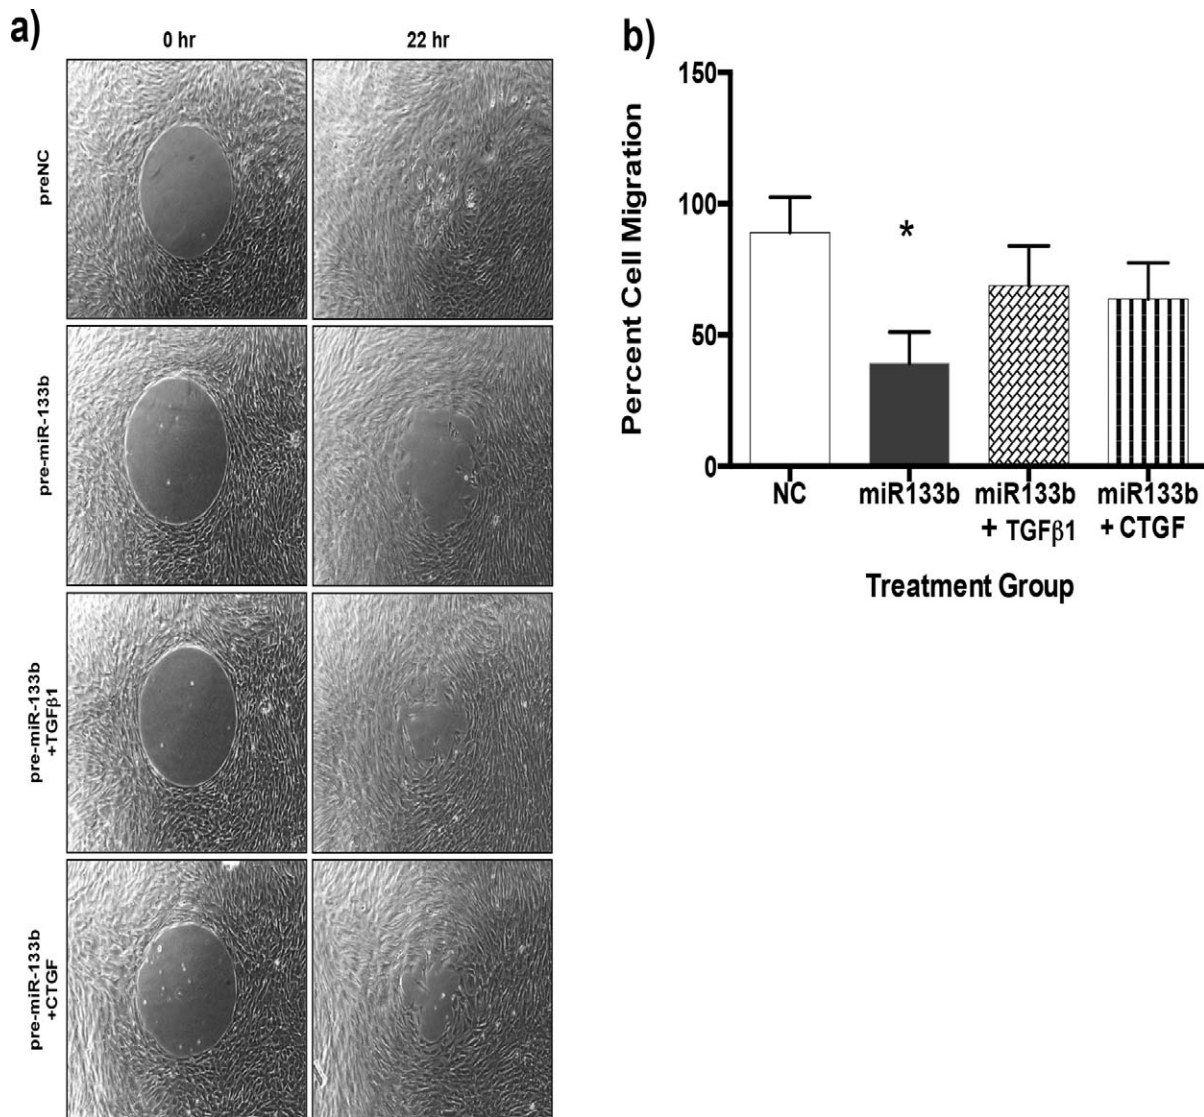 a)
0 hr
22 hr
preNC
pre-miR-133b
pre-miR-133b
+TGFβ1
pre-miR-133b
+CTGF
b)
Percent Cell Migration
150
100
50
0
*
NC
miR133b
miR133b
+ TGFβ1
miR133b
+ CTGF
Treatment Group